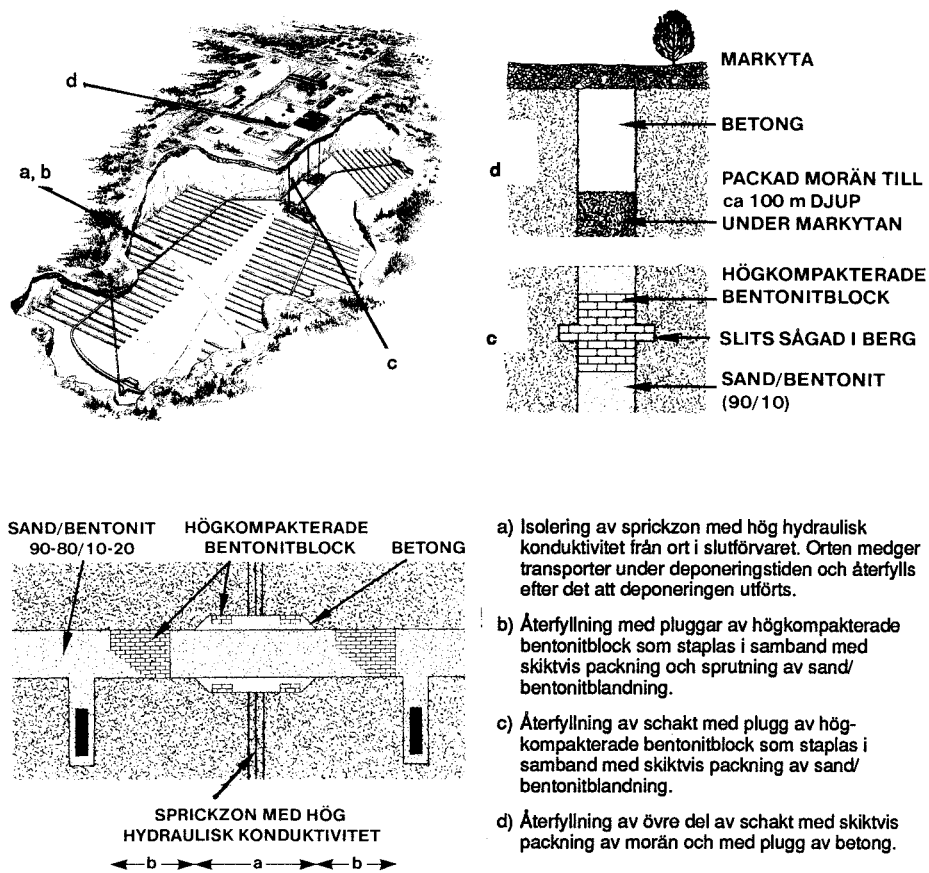 d
a, b
c
MARKYTA
BETONG
d
PACKAD MORÄN TILL
ca 100 m DJUP
UNDER MARKYTAN
HÖGKOMPAKTERADE
BENTONITBLOCK
c
SLITS SÅGAD I BERG
SAND/BENTONIT
(90/10)
SAND/BENTONIT
90-80/10-20
HÖGKOMPAKTERADE
BENTONITBLOCK
BETONG
SPRICKZON MED HÖG
HYDRAULISK KONDUKTIVITET
b a b
a) Isolering av sprickzon med hög hydraulisk
konduktivitet från ort i slutförvaret. Orten medger
transporter under deponeringstiden och återfylls
efter det att deponeringen utförts.
b) Återfyllning med pluggar av högkompakterade
bentonitblock som staplas i samband med
skiktvis packning och sprutning av sand/
bentonitblandning.
c) Återfyllning av schakt med plugg av hög-
kompakterade bentonitblock som staplas i
samband med skiktvis packning av sand/
bentonitblandning.
d) Återfyllning av övre del av schakt med skiktvis
packning av morän och med plugg av betong.